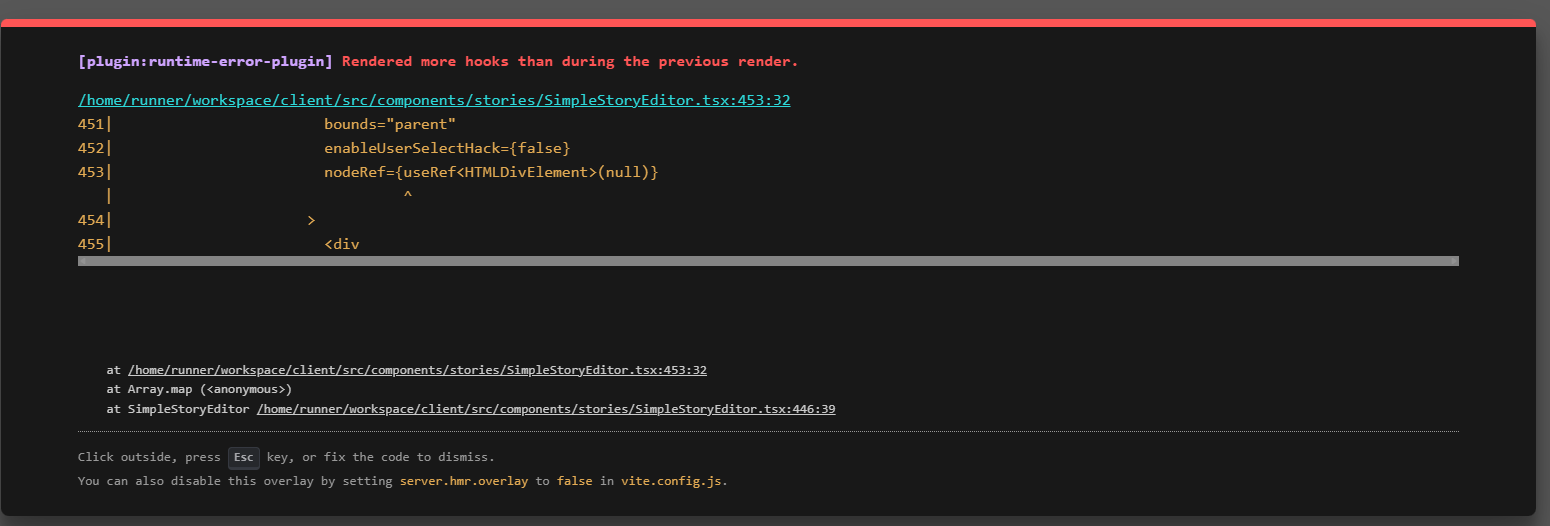 [plugin:runtime-error-plugin] Rendered more hooks than during the previous render.
/home/runner/workspace/client/src/components/stories/SimpleStoryEditor.tsx:453:32
451|                          bounds="parent"
452|                          enableUserSelectHack={false}
453|                          nodeRef={useRef<HTMLDivElement>(null)}
   |                                   ^
454|                        >
455|                          <div
at /home/runner/workspace/client/src/components/stories/SimpleStoryEditor.tsx:453:32
at Array.map (<anonymous>)
at SimpleStoryEditor /home/runner/workspace/client/src/components/stories/SimpleStoryEditor.tsx:446:39
Click outside, press Esc key, or fix the code to dismiss.
You can also disable this overlay by setting server.hmr.overlay to false in vite.config.js.